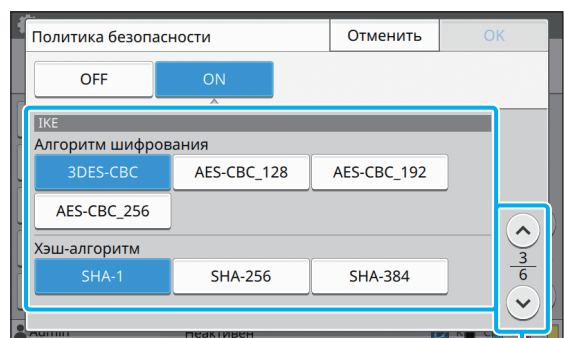 Политика безопасности Отменить OK
OFF ON
IKE
Алгоритм шифрования
3DES-CBC AES-CBC_128 AES-CBC_192
AES-CBC_256
Хэш-алгоритм
SHA-1 SHA-256 SHA-384
3
6
Admin Неактивен